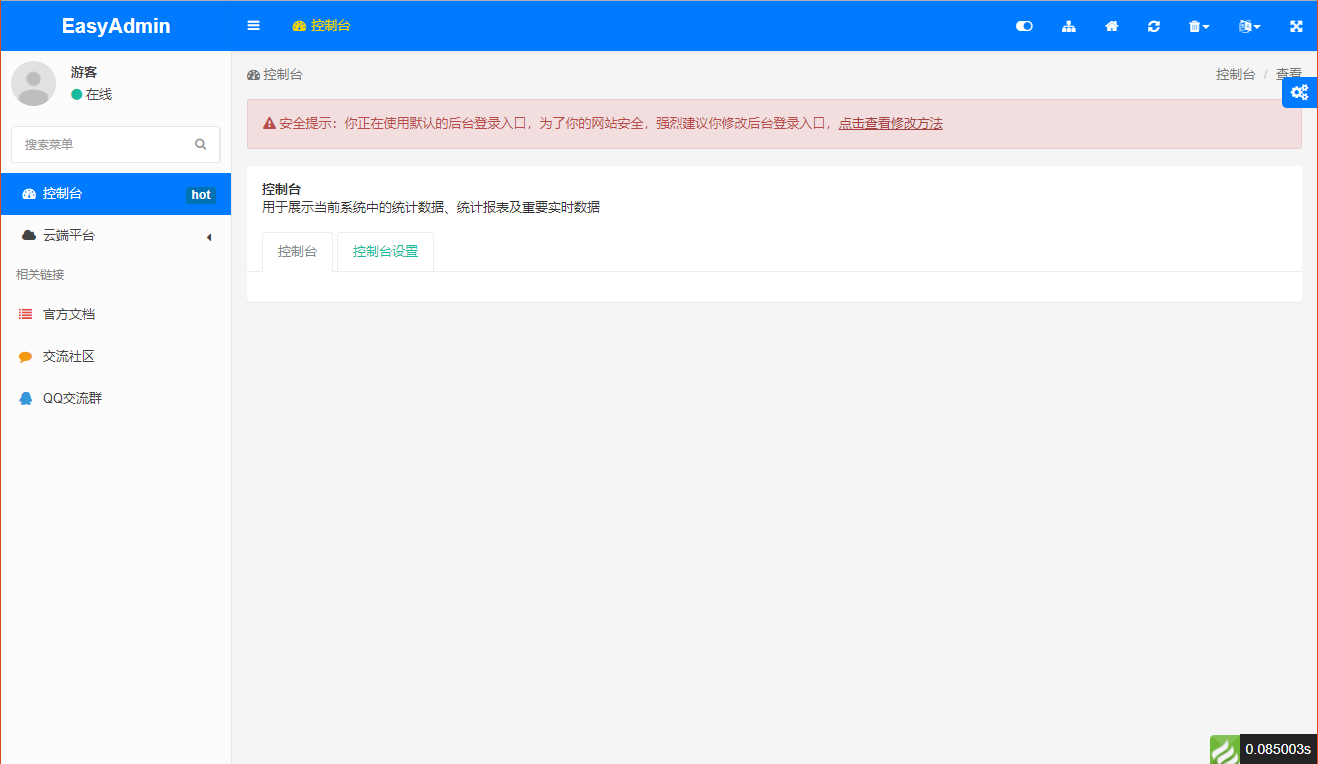 EasyAdmin
控制台
游客
在线
搜索菜单
控制台 hot
云端平台
相关链接
官方文档
交流社区
QQ交流群
控制台
控制台 / 查看
安全提示：你正在使用默认的后台登录入口，为了你的网站安全，强烈建议你修改后台登录入口，点击查看修改方法
控制台
用于展示当前系统中的统计数据、统计报表及重要实时数据
控制台 控制台设置
0.085003s